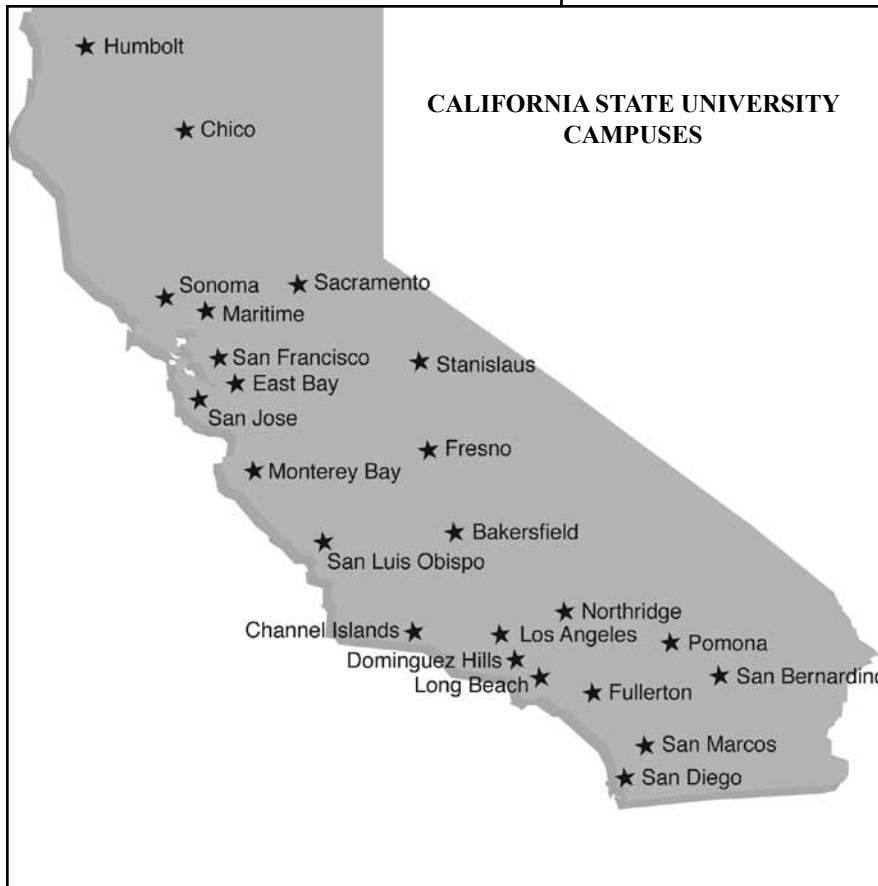 Humbolt
CALIFORNIA STATE UNIVERSITY
CAMPUSES
Chico
Sonoma
Sacramento
Maritime
San Francisco
Stanislaus
East Bay
San Jose
Fresno
Monterey Bay
Bakersfield
San Luis Obispo
Northridge
Channel Islands
Los Angeles
Pomona
Dominguez Hills
Long Beach
San Bernardino
Fullerton
San Marcos
San Diego